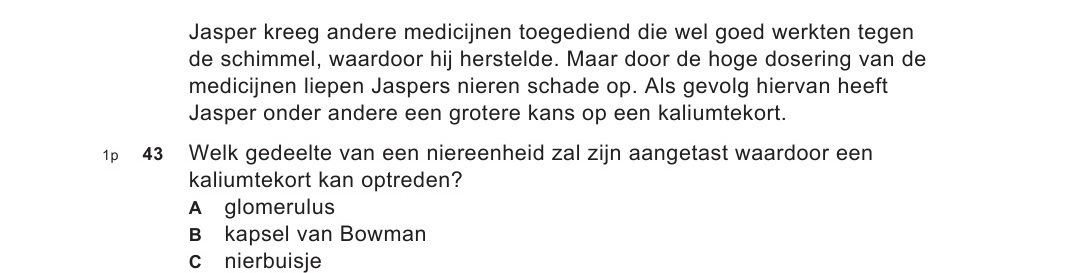 Jasper kreeg andere medicijnen toegediend die wel goed werkten tegen
de schimmel, waardoor hij herstelde. Maar door de hoge dosering van de
medicijnen liepen Jaspers nieren schade op. Als gevolg hiervan heeft
Jasper onder andere een grotere kans op een kaliumtekort.
1p 43 Welk gedeelte van een niereenheid zal zijn aangetast waardoor een
kaliumtekort kan optreden?
A glomerulus
B kapsel van Bowman
C nierbuisje